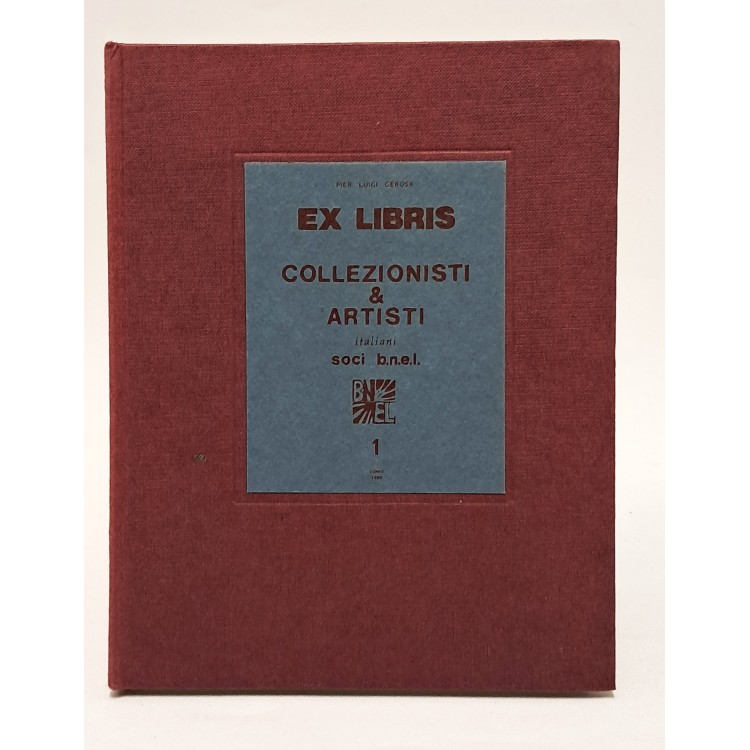 PIER LUIGI GEROSA
EX LIBRIS
COLLEZIONISTI
&
ARTISTI
italiani
soci b.n.e.l.
BN
EL
1